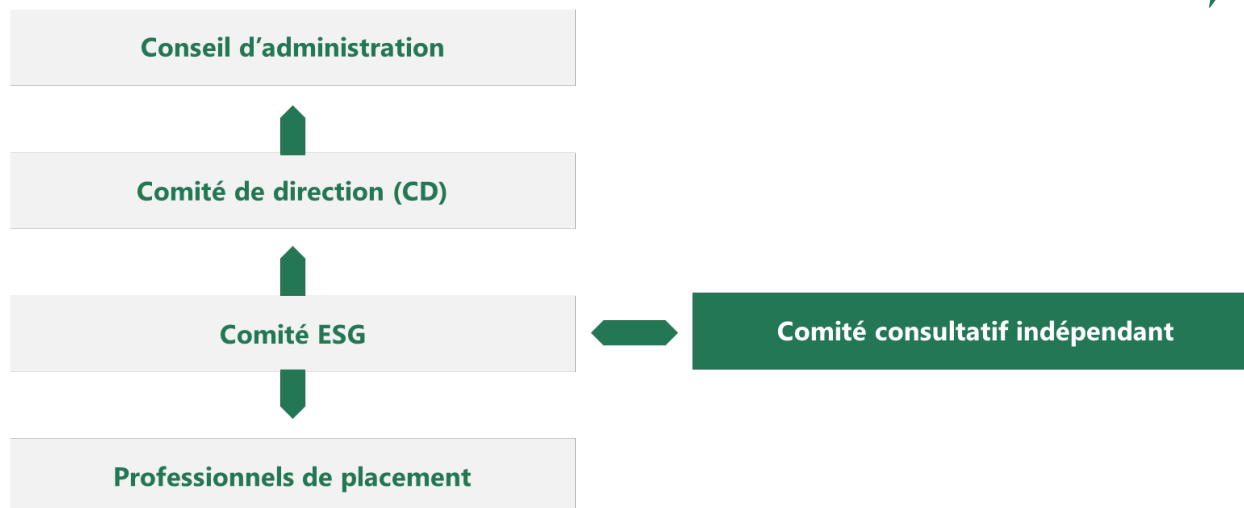 Conseil d’administration
Comité de direction (CD)
Comité ESG
Comité consultatif indépendant
Professionnels de placement